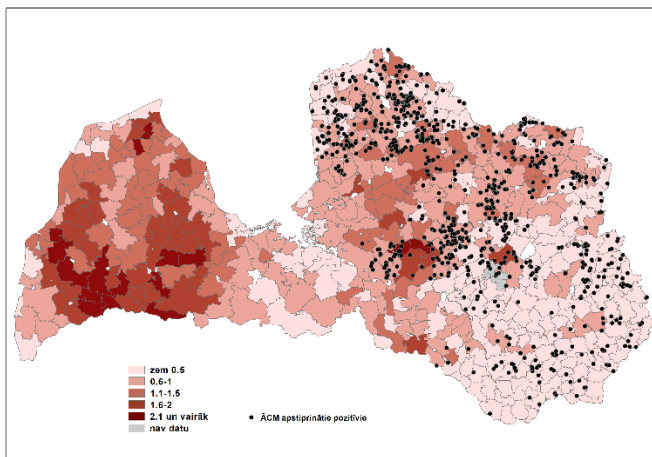 zem 0.5
0.6-1
1.1-1.5
1.6-2
2.1 un vairāk
nav datu
ĀCM apstiprinātie pozitīvie